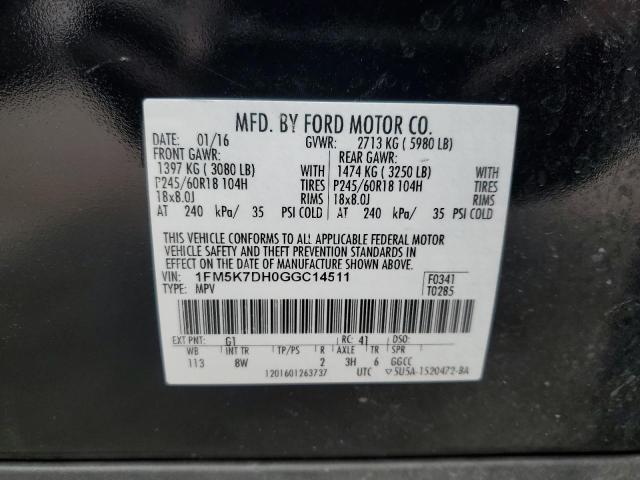 MFD. BY FORD MOTOR CO.
DATE: 01/16 GVWR: 2713 KG ( 5980 LB)
FRONT GAWR: REAR GAWR:
1397 KG ( 3080 LB) WITH 1474 KG ( 3250 LB) WITH
P245/60R18 104H TIRES P245/60R18 104H TIRES
18x8.0J RIMS 18x8.0J RIMS
AT 240 kPa/ 35 PSI COLD AT 240 kPa/ 35 PSI COLD
THIS VEHICLE CONFORMS TO ALL APPLICABLE FEDERAL MOTOR
VEHICLE SAFETY AND THEFT PREVENTION STANDARDS IN
EFFECT ON THE DATE OF MANUFACTURE SHOWN ABOVE.
VIN: 1FM5K7DH0GGC14511 F0341
TYPE: MPV T0285
EXT PNT: G1 RC: 41 DSO:
WB INT TR TP/PS R AXLE TR SPR
113 8W 2 3H 6 GGCC
1201601263737 UTC ▽5U5A-1520472-BA